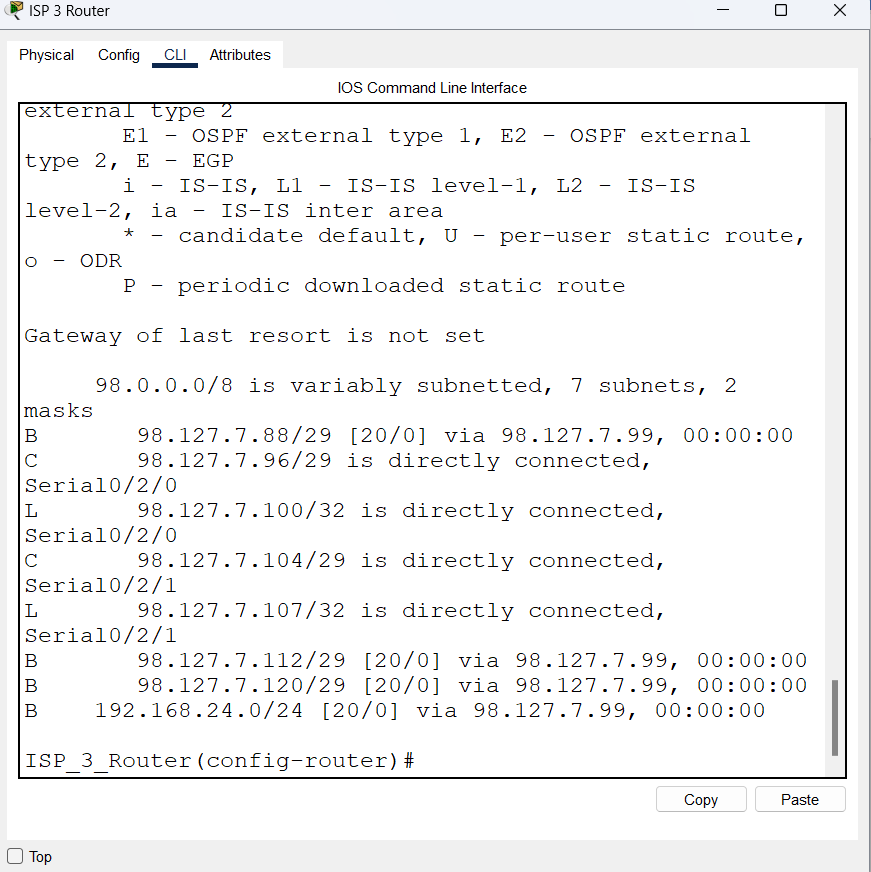 ISP 3 Router
Physical Config CLI Attributes
IOS Command Line Interface
external type 2
E1 - OSPF external type 1, E2 - OSPF external
type 2, E - EGP
i - IS-IS, L1 - IS-IS level-1, L2 - IS-IS
level-2, ia - IS-IS inter area
* - candidate default, U - per-user static route,
o - ODR
P - periodic downloaded static route
Gateway of last resort is not set
98.0.0.0/8 is variably subnetted, 7 subnets, 2
masks
B 98.127.7.88/29 [20/0] via 98.127.7.99, 00:00:00
C 98.127.7.96/29 is directly connected,
Serial0/2/0
L 98.127.7.100/32 is directly connected,
Serial0/2/0
C 98.127.7.104/29 is directly connected,
Serial0/2/1
L 98.127.7.107/32 is directly connected,
Serial0/2/1
B 98.127.7.112/29 [20/0] via 98.127.7.99, 00:00:00
B 98.127.7.120/29 [20/0] via 98.127.7.99, 00:00:00
B 192.168.24.0/24 [20/0] via 98.127.7.99, 00:00:00
ISP_3_Router(config-router)#
Copy Paste
Top